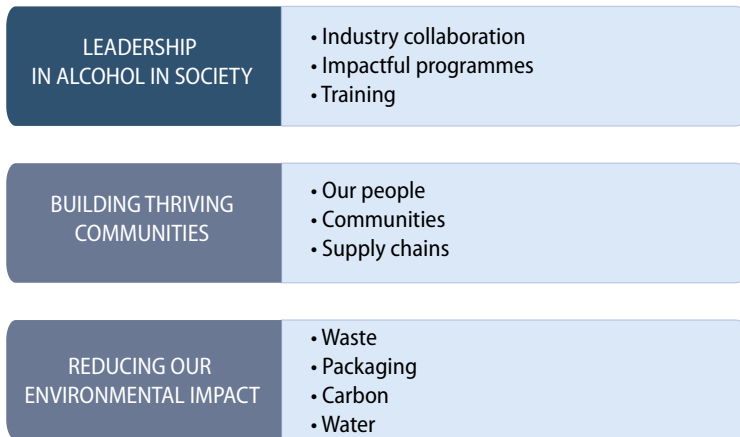 LEADERSHIP
IN ALCOHOL IN SOCIETY
• Industry collaboration
• Impactful programmes
• Training
BUILDING THRIVING
COMMUNITIES
• Our people
• Communities
• Supply chains
REDUCING OUR
ENVIRONMENTAL IMPACT
• Waste
• Packaging
• Carbon
• Water